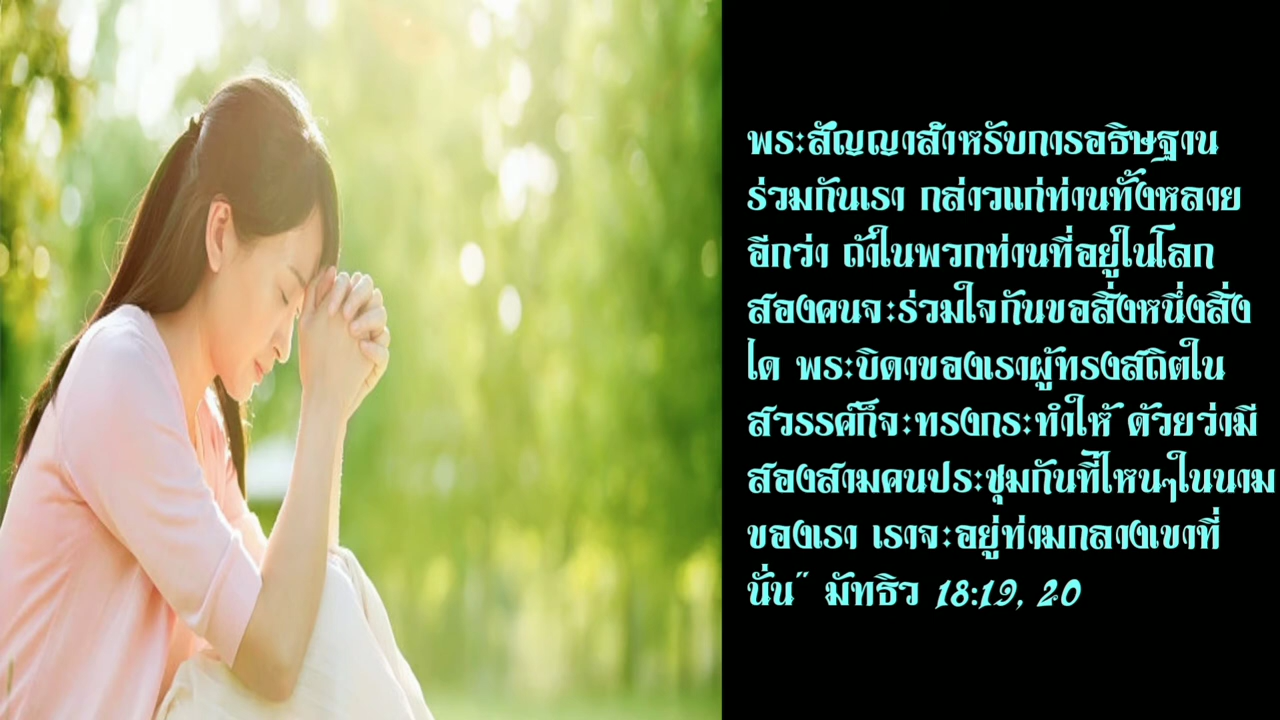 พระสัญญาสำหรับการอธิษฐาน
ร่วมกันเรา กล่าวแก่ท่านทั้งหลาย
อีกว่า ถ้าในพวกท่านที่อยู่ในโลก
สองคนจะร่วมใจกันขอสิ่งหนึ่งสิ่ง
ใด พระบิดาของเราผู้ทรงสถิตใน
สวรรค์ก็จะทรงกระทำให้ ด้วยว่ามี
สองสามคนประชุมกันที่ไหนๆในนาม
ของเรา เราจะอยู่ท่ามกลางเขาที่
นั่น" มัทธิว 18:19, 20